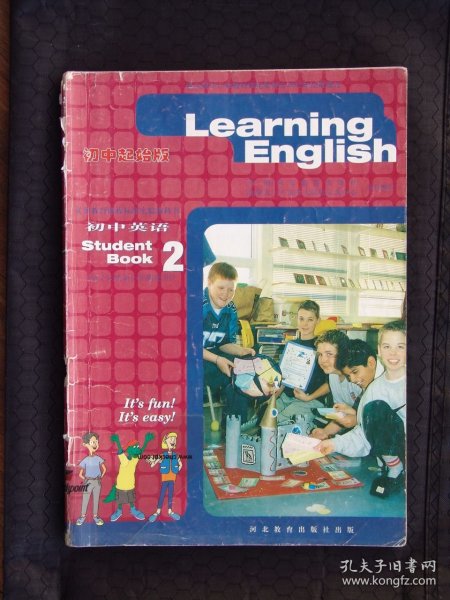 Learning
English
初中起始版
初中英语
Student
Book 2
It's fun!
It's easy!
河北教育出版社出版
孔夫子旧书网
www.kongfz.com